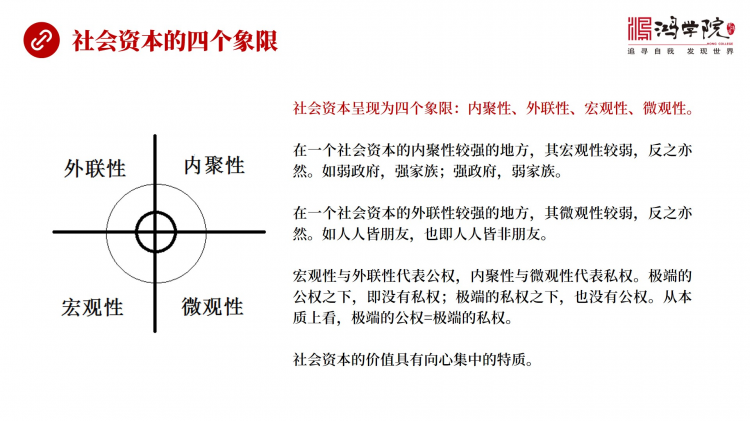 社会资本的四个象限
鸿学院
HONG COLLEGE
追寻自我 发现世界
社会资本呈现为四个象限：内聚性、外联性、宏观性、微观性。
在一个社会资本的内聚性较强的地方，其宏观性较弱，反之亦
然。如弱政府，强家族；强政府，弱家族。
在一个社会资本的外联性较强的地方，其微观性较弱，反之亦
然。如人人皆朋友，也即人人皆非朋友。
宏观性与外联性代表公权，内聚性与微观性代表私权。极端的
公权之下，即没有私权；极端的私权之下，也没有公权。从本
质上看，极端的公权=极端的私权。
社会资本的价值具有向心集中的特质。
外联性
内聚性
宏观性
微观性